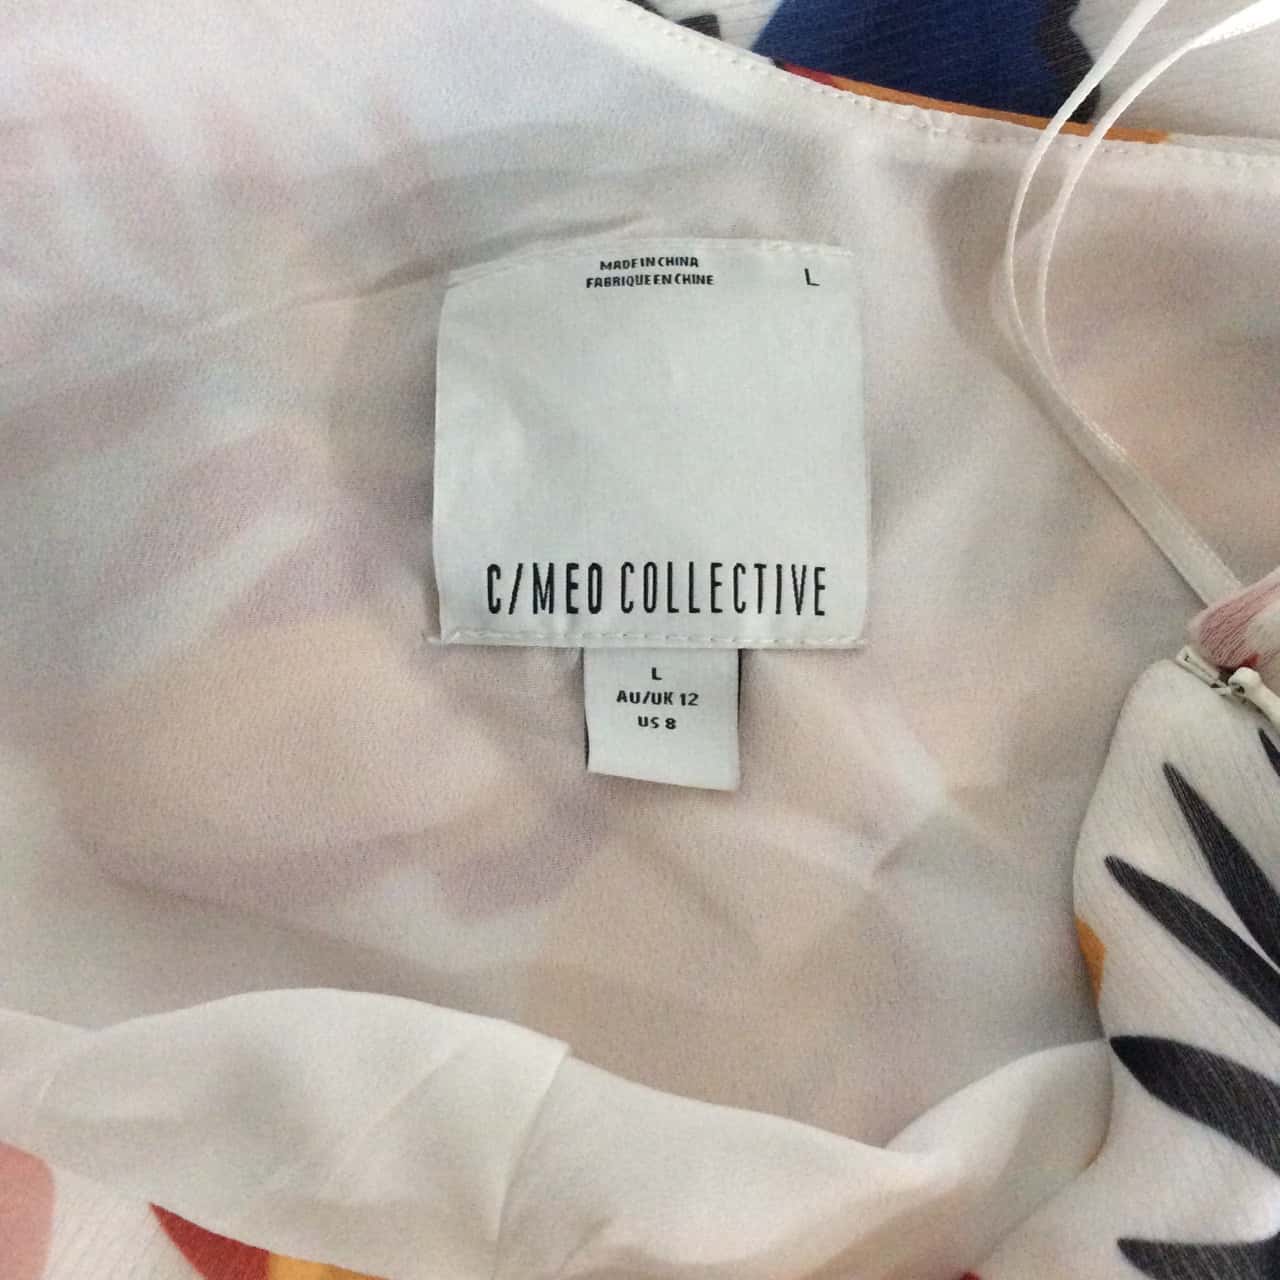 MADE IN CHINA
FABRIQUE EN CHINE
L
C/MEO COLLECTIVE
L
AU/UK 12
US 8